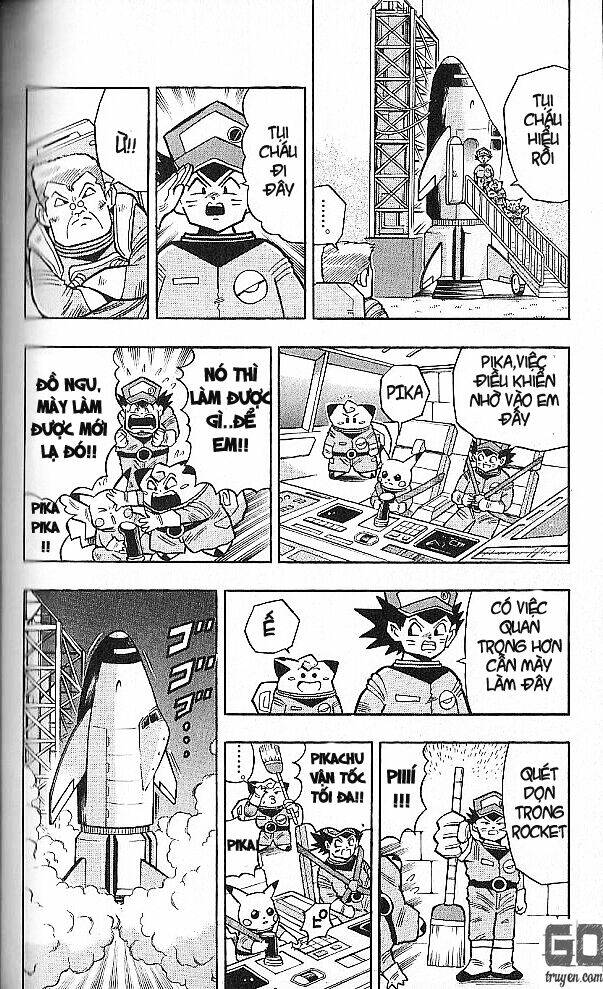 TỤI
CHÁU
HIỂU
RỒI
......
TỤI
CHÁU
ĐI
ĐÂY
Ừ!!
PIKA,VIỆC
ĐIỀU KHIỂN
NHỜ VÀO EM
ĐẤY
PIKA
NÓ THÌ
LÀM ĐƯỢC
GÌ..ĐỂ
EM!!
ĐỒ NGU,
MÀY LÀM
ĐƯỢC MỚI
LẠ ĐÓ!!
PIKA
PIKA
!!
CÓ VIỆC
QUAN
TRỌNG HƠN
CẦN MÀY
LÀM ĐÂY
Ế
ゴゴゴ...
QUÉT
DỌN
TRONG
ROCKET
PIIII
!!!
PIKACHU
VẬN TỐC
TỐI ĐA!!
......
PIKA
GO
truyen.com